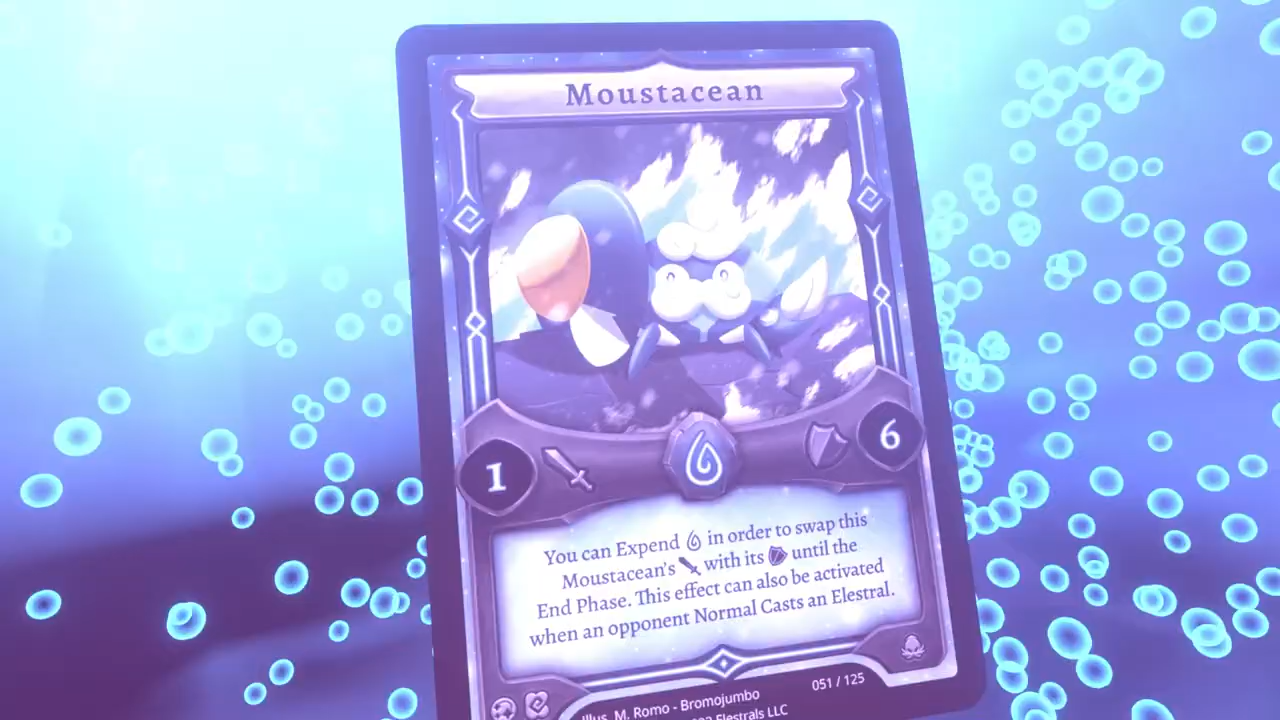 Moustacean
1
6
You can Expend in order to swap this
Moustacean's with its until the
End Phase. This effect can also be activated
when an opponent Normal Casts an Elestral.
Illus. M. Romo - Bromojumbo
051 / 125
Elestrals LLC